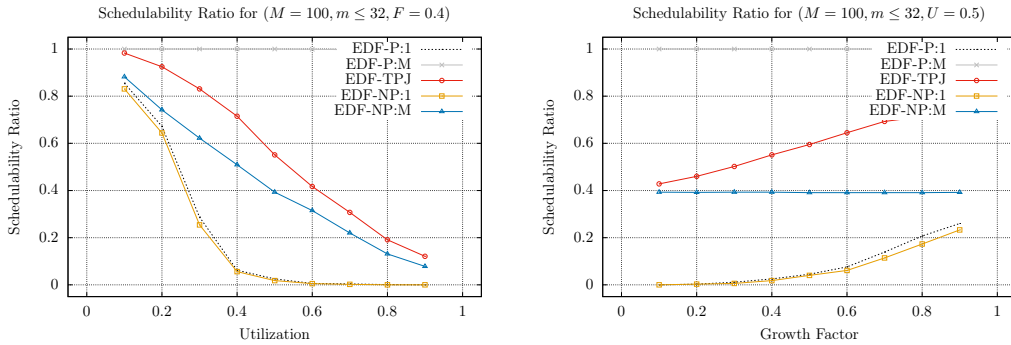 Schedulability Ratio for (M = 100, m ≤ 32, F = 0.4)
Schedulability Ratio
1
0.8
0.6
0.4
0.2
0
EDF-P:1
EDF-P:M
EDF-TPJ
EDF-NP:1
EDF-NP:M
0 0.2 0.4 0.6 0.8 1
Utilization
Schedulability Ratio for (M = 100, m ≤ 32, U = 0.5)
Schedulability Ratio
1
0.8
0.6
0.4
0.2
0
EDF-P:1
EDF-P:M
EDF-TPJ
EDF-NP:1
EDF-NP:M
0 0.2 0.4 0.6 0.8 1
Growth Factor